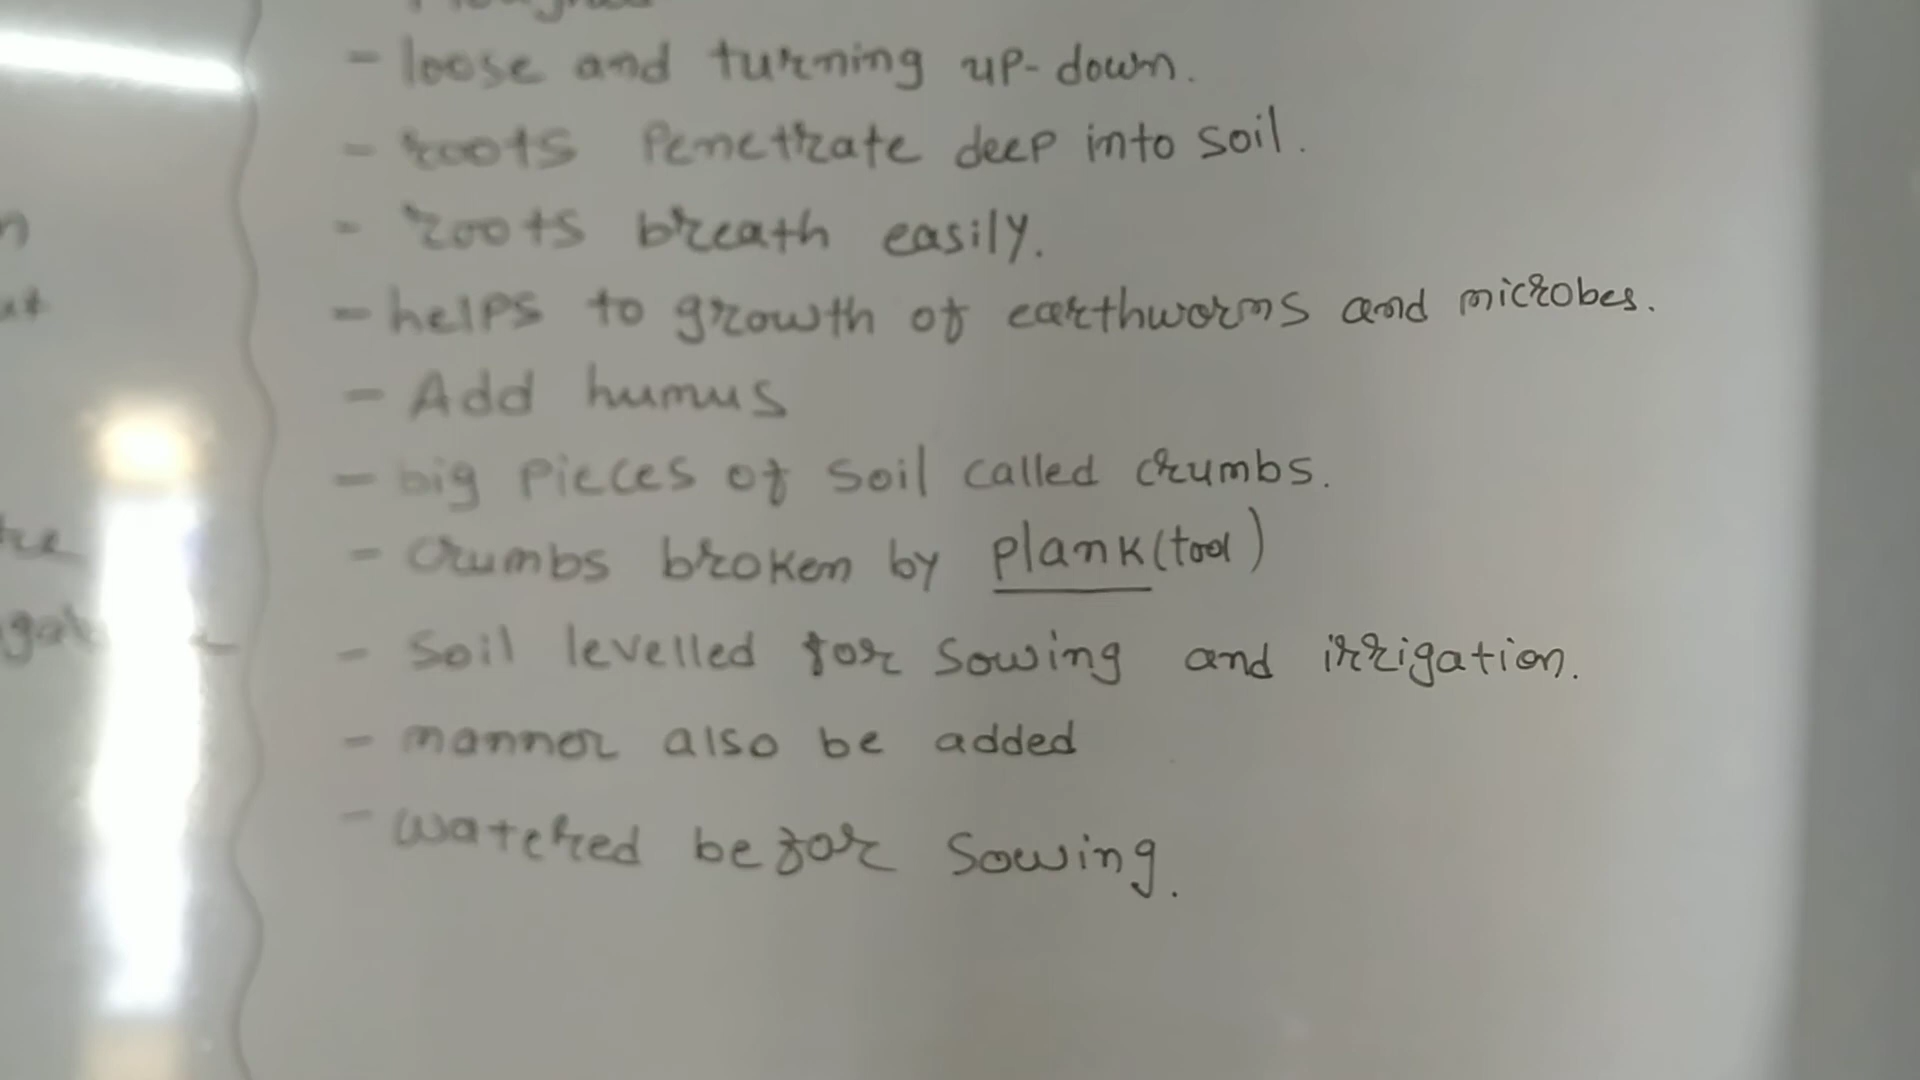 - loose and turning up-down.
- roots Penetrate deep into soil.
- roots breath easily.
- helps to growth of earthworms and microbes.
- Add humus
- big pieces of soil called crumbs.
- crumbs broken by plank (tool)
- Soil levelled for sowing and irrigation.
- mannor also be added
- watered befor Sowing.